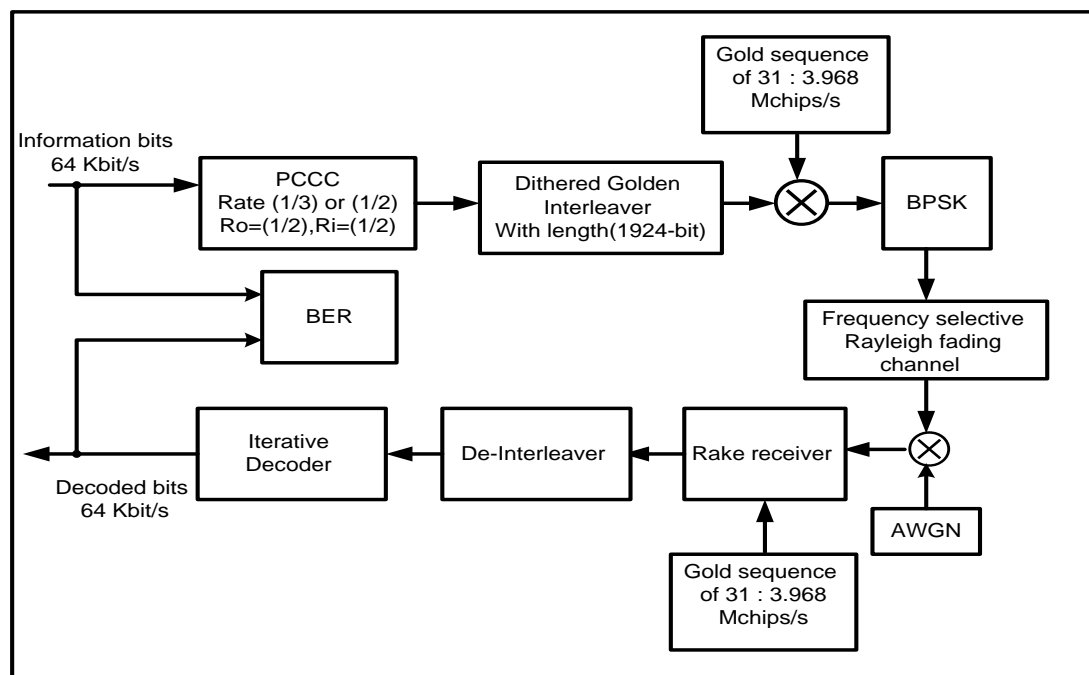 Gold sequence
of 31 : 3.968
Mchips/s
Information bits
64 Kbit/s
PCCC
Rate (1/3) or (1/2)
Ro=(1/2),Ri=(1/2)
Dithered Golden
Interleaver
With length(1924-bit)
BPSK
BER
Frequency selective
Rayleigh fading
channel
Iterative
Decoder
De-Interleaver
Rake receiver
Decoded bits
64 Kbit/s
AWGN
Gold sequence
of 31 : 3.968
Mchips/s